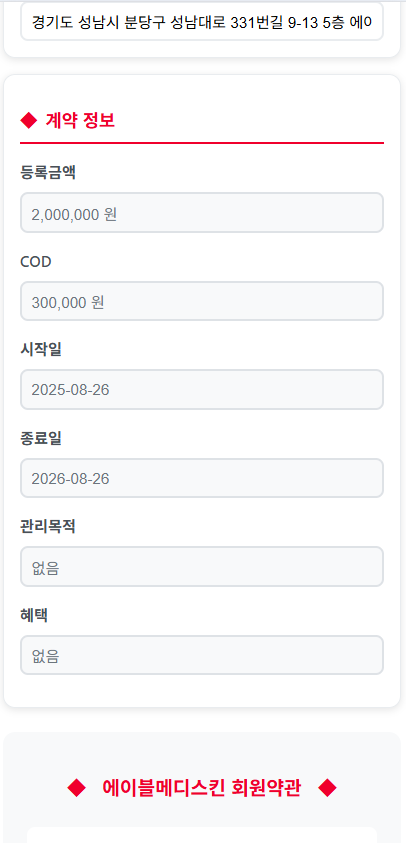 경기도 성남시 분당구 성남대로 331번길 9-13 5층 에이
◆ 계약 정보
등록금액
2,000,000 원
COD
300,000 원
시작일
2025-08-26
종료일
2026-08-26
관리목적
없음
혜택
없음
◆ 에이블메디스킨 회원약관 ◆